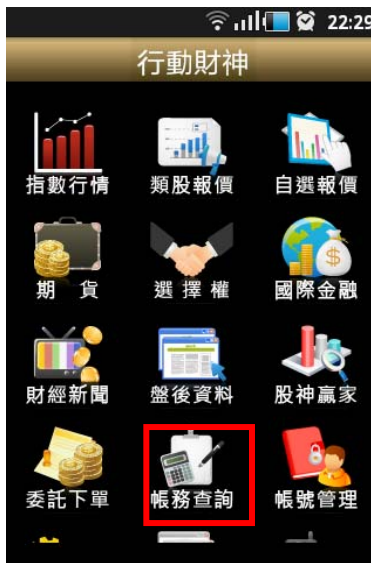 22:29
行動財神
指數行情 類股報價 自選報價
期 貨 選 擇 權 國際金融
財經新聞 盤後資料 股神贏家
委託下單 帳務查詢 帳號管理